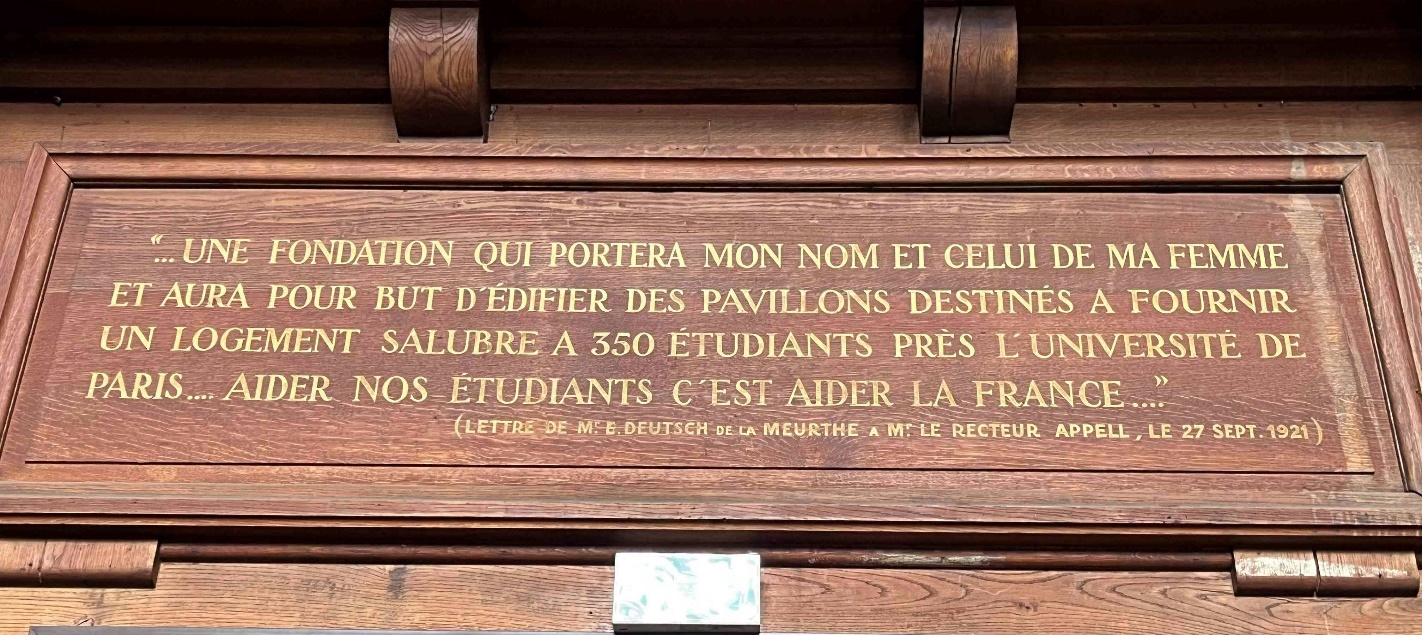 “... UNE FONDATION QUI PORTERA MON NOM ET CELUI DE MA FEMME
ET AURA POUR BUT D´ÉDIFIER DES PAVILLONS DESTINÉS A FOURNIR
UN LOGEMENT SALUBRE A 350 ÉTUDIANTS PRÈS L´UNIVERSITÉ DE
PARIS.... AIDER NOS ÉTUDIANTS C´EST AIDER LA FRANCE....”
(LETTRE DE Mr. E. DEUTSCH DE LA MEURTHE A Mr. LE RECTEUR APPELL, LE 27 SEPT. 1921)